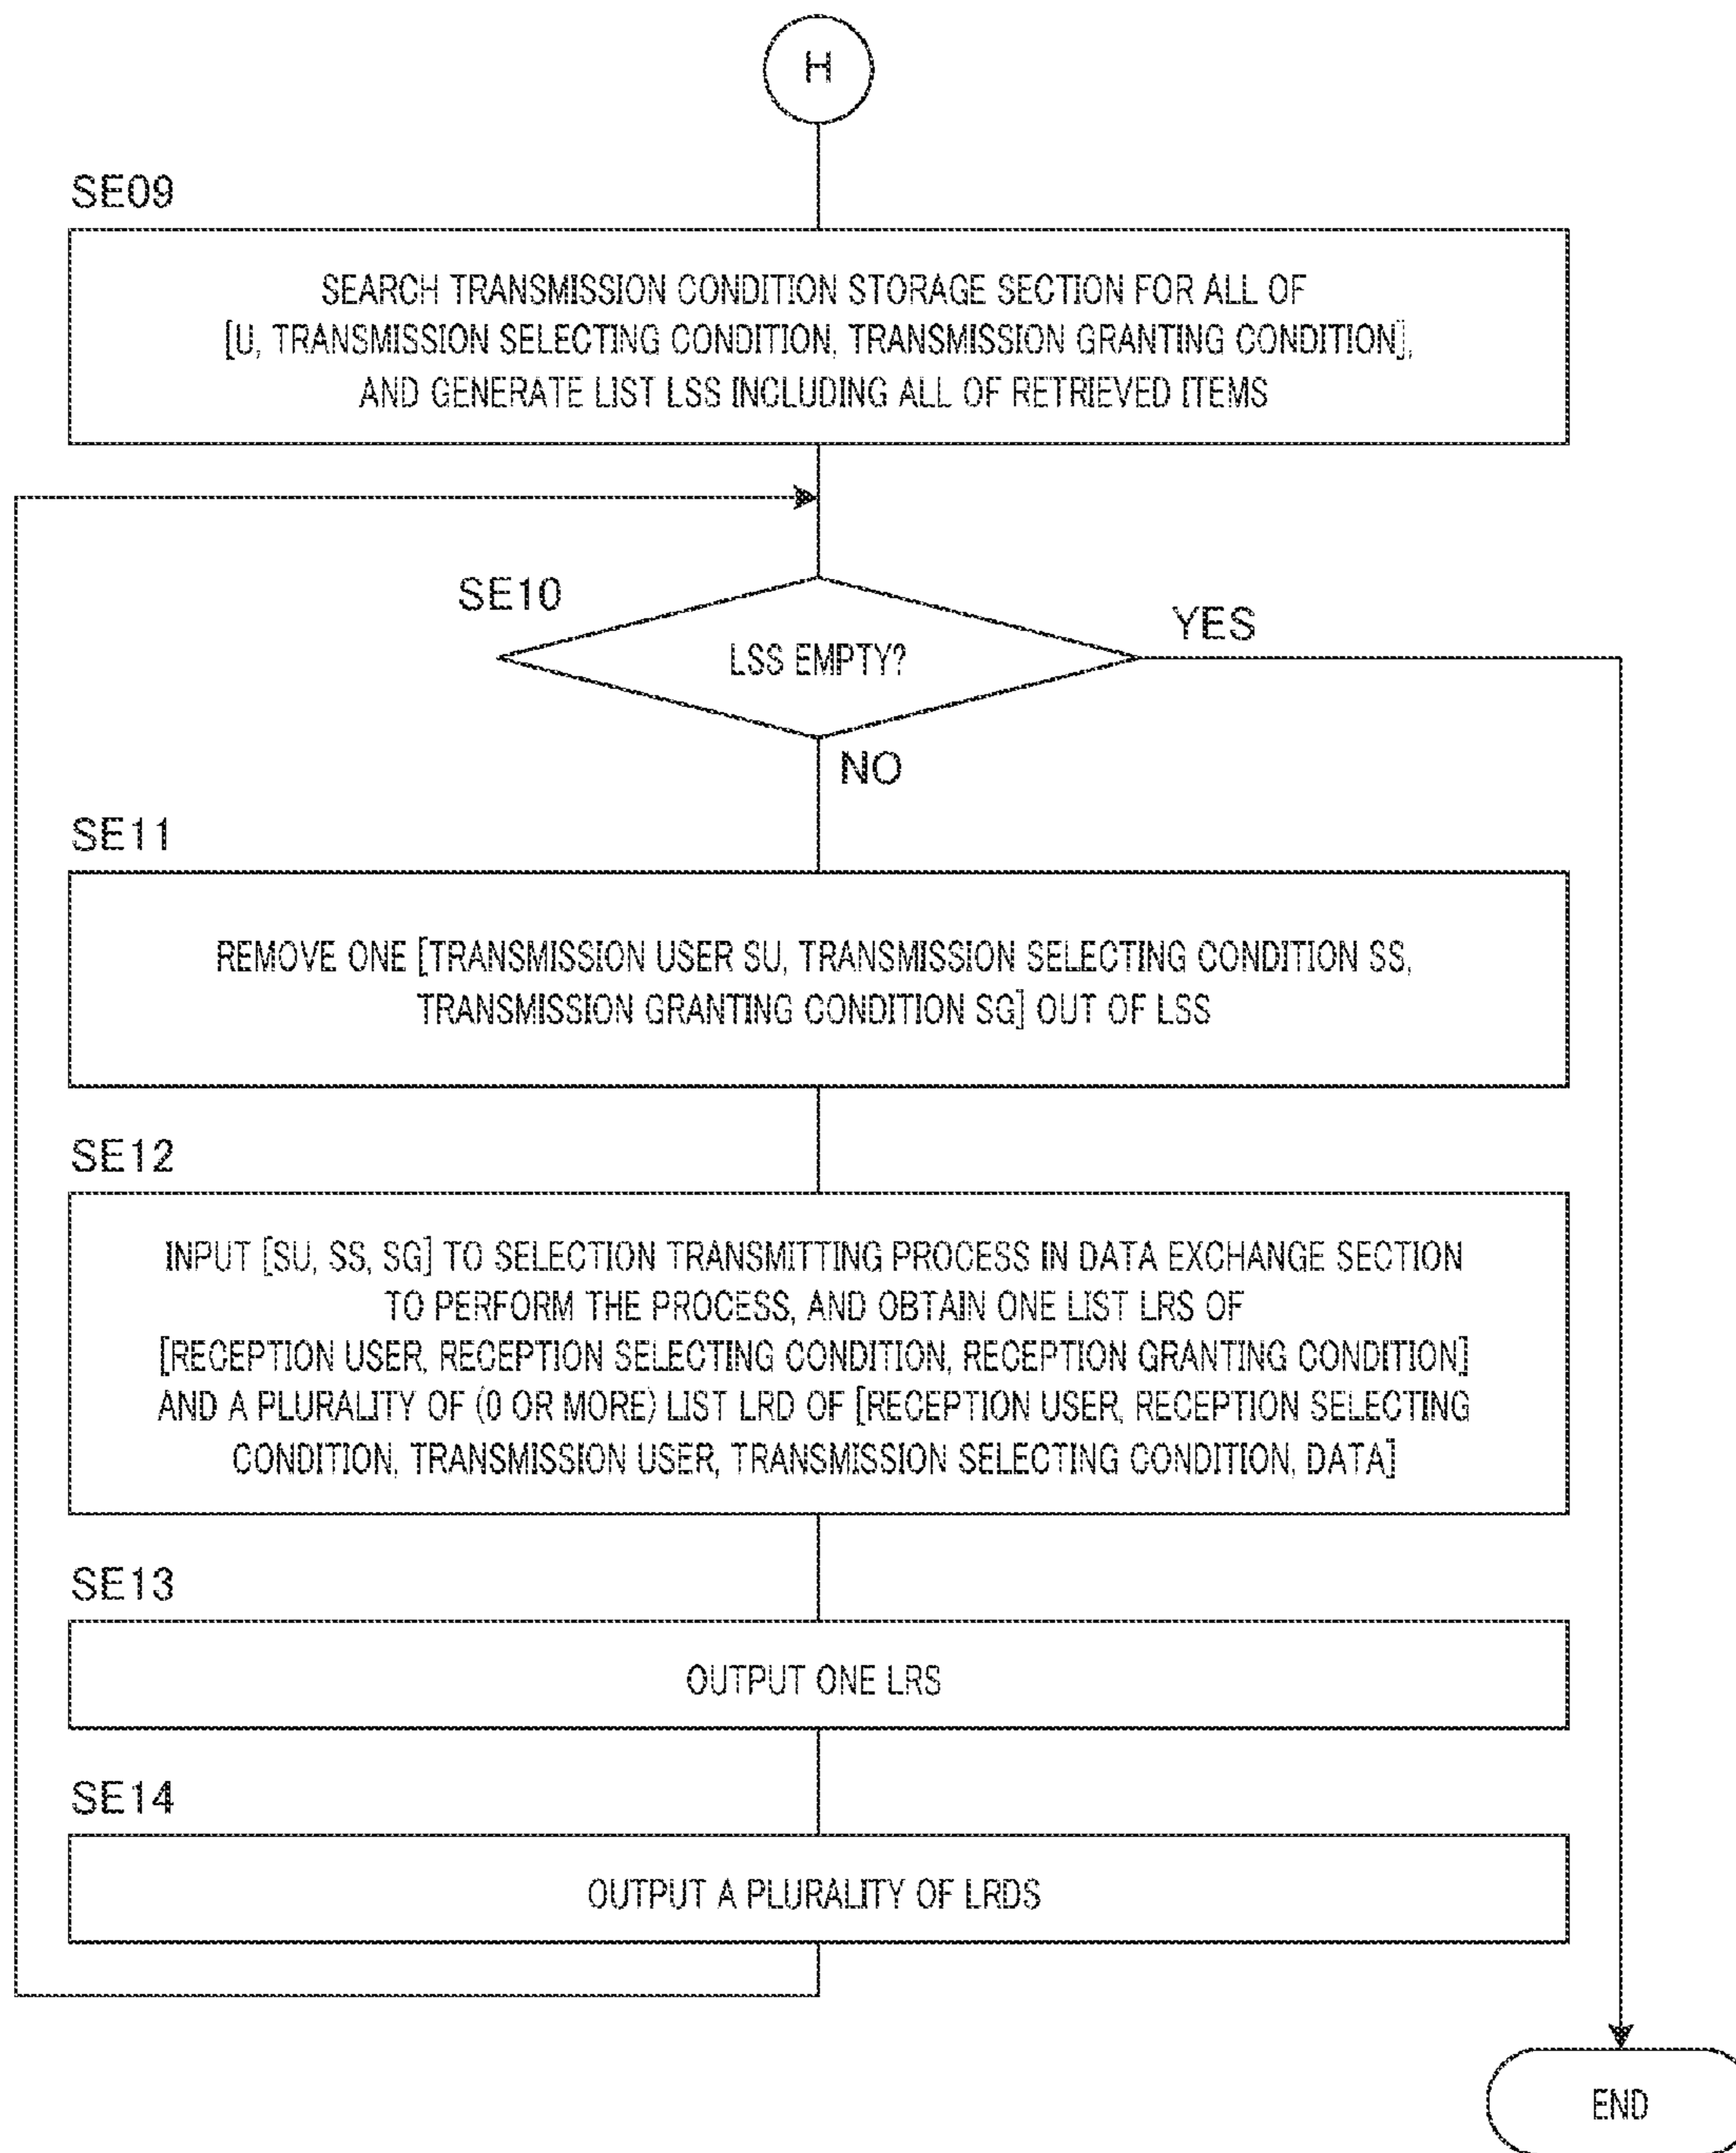 H
SE09
SEARCH TRANSMISSION CONDITION STORAGE SECTION FOR ALL OF
[U, TRANSMISSION SELECTING CONDITION, TRANSMISSION GRANTING CONDITION],
AND GENERATE LIST LSS INCLUDING ALL OF RETRIEVED ITEMS
SE10
LSS EMPTY?
YES
NO
SE11
REMOVE ONE [TRANSMISSION USER SU, TRANSMISSION SELECTING CONDITION SS,
TRANSMISSION GRANTING CONDITION SG] OUT OF LSS
SE12
INPUT [SU, SS, SG] TO SELECTION TRANSMITTING PROCESS IN DATA EXCHANGE SECTION
TO PERFORM THE PROCESS, AND OBTAIN ONE LIST LRS OF
[RECEPTION USER, RECEPTION SELECTING CONDITION, RECEPTION GRANTING CONDITION]
AND A PLURALITY OF (0 OR MORE) LIST LRD OF [RECEPTION USER, RECEPTION SELECTING
CONDITION, TRANSMISSION USER, TRANSMISSION SELECTING CONDITION, DATA]
SE13
OUTPUT ONE LRS
SE14
OUTPUT A PLURALITY OF LRDS
END